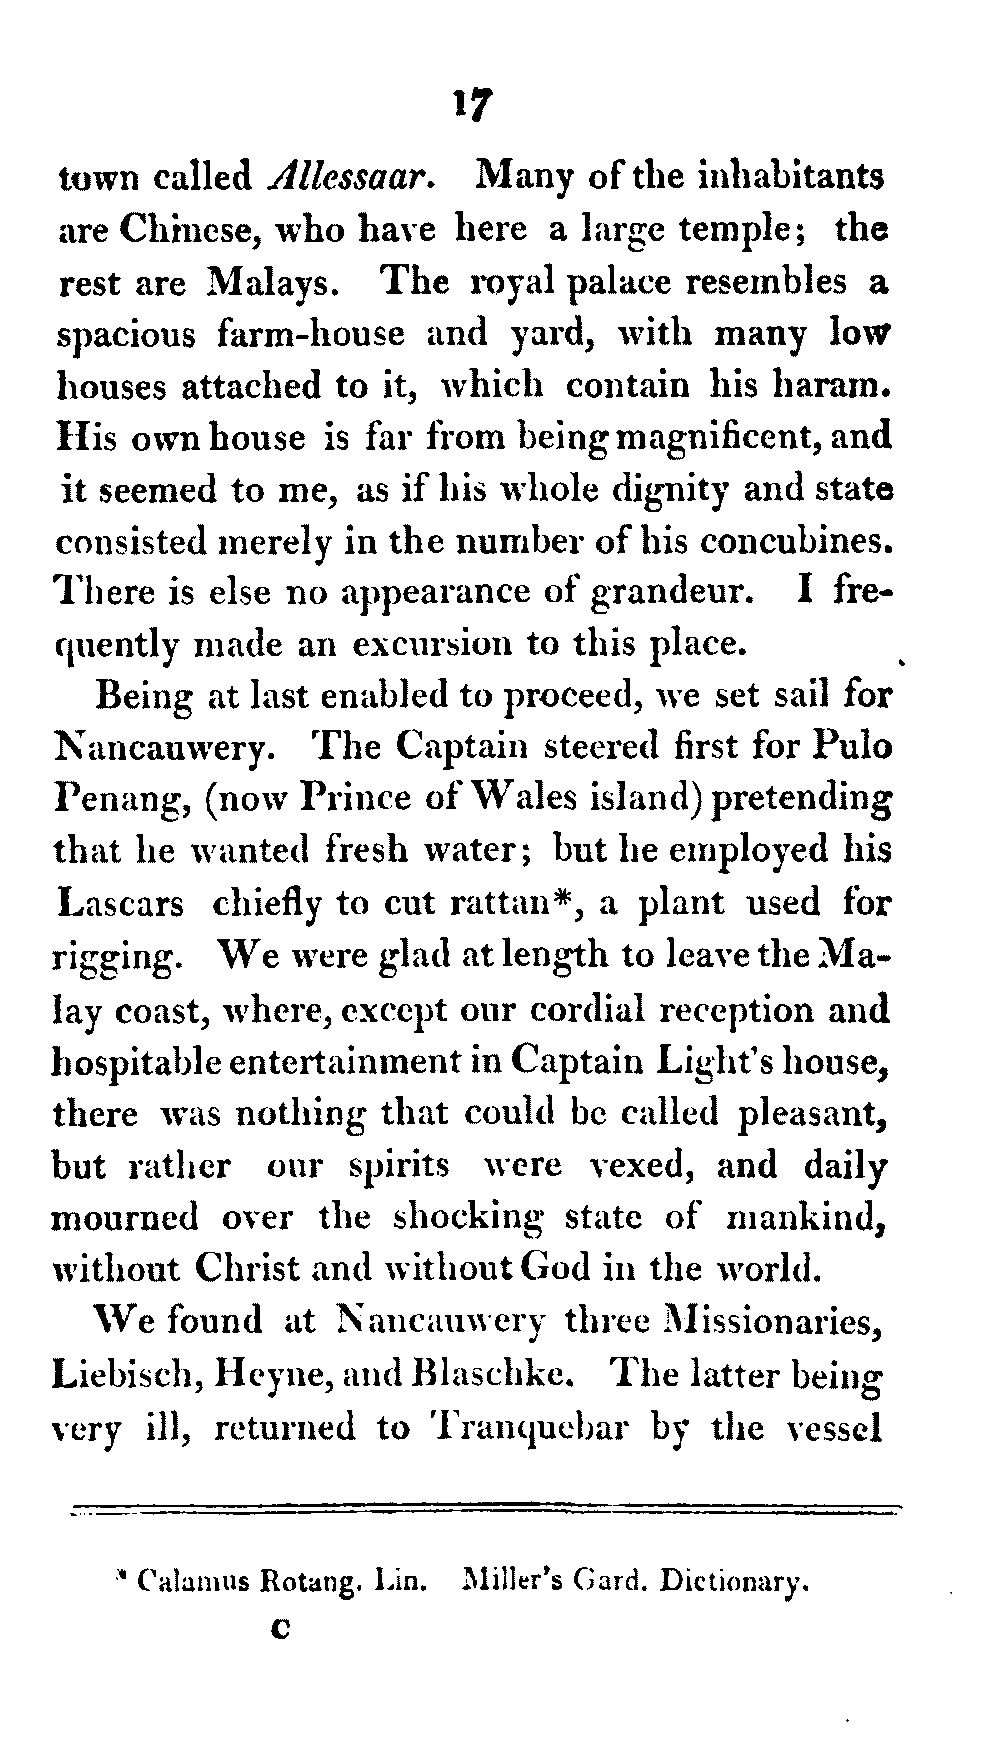 17
town called Allessaar. Many of the inhabitants
are Chinese, who have here a large temple; the
rest are Malays. The royal palace resembles a
spacious farm-house and yard, with many low
houses attached to it, which contain his haram.
His own house is far from being magnificent, and
it seemed to me, as if his whole dignity and state
consisted merely in the number of his concubines.
There is else no appearance of grandeur. I fre-
quently made an excursion to this place.
Being at last enabled to proceed, we set sail for
Nancauwery. The Captain steered first for Pulo
Penang, (now Prince of Wales island) pretending
that he wanted fresh water; but he employed his
Lascars chiefly to cut rattan*, a plant used for
rigging. We were glad at length to leave the Ma-
lay coast, where, except our cordial reception and
hospitable entertainment in Captain Light's house,
there was nothing that could be called pleasant,
but rather our spirits were vexed, and daily
mourned over the shocking state of mankind,
without Christ and without God in the world.
We found at Nancauwery three Missionaries,
Liebisch, Heyne, and Blaschke. The latter being
very ill, returned to Tranquebar by the vessel
* Calamus Rotang. Lin. Miller's Gard. Dictionary.
C